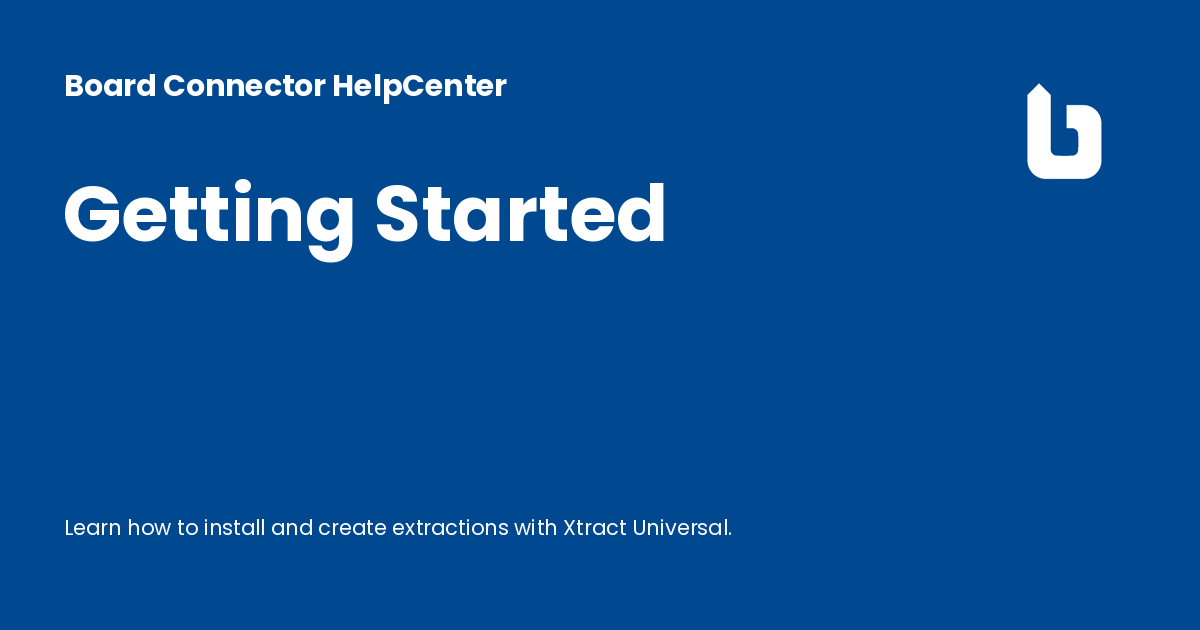 Board Connector HelpCenter
Getting Started
Learn how to install and create extractions with Xtract Universal.